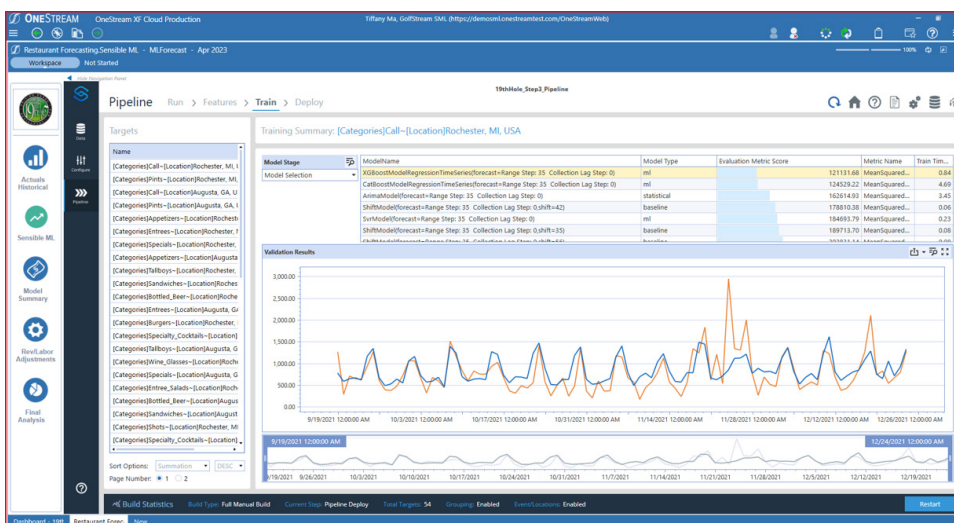 ONESTREAM OneStream XF Cloud Production Tiffany Ma, GolfStream SML (https://demosml.onestreamtest.com/OneStreamWeb)
Restaurant Forecasting.Sensible ML - MLForecast - Apr 2023 100%
Workspace Not Started
Hide Navigation Panel
19thHole_Step3_Pipeline
Pipeline Run > Features > Train > Deploy
Data
Configure
Pipeline
Actuals
Historical
Sensible ML
Model
Summary
Rev/Labor
Adjustments
Final
Analysis
Targets
Name
[Categories]Call~[Location]Rochester, MI, U
[Categories]Pints~[Location]Rochester, MI,
[Categories]Call~[Location]Augusta, GA, U
[Categories]Pints~[Location]Augusta, GA, U
[Categories]Appetizers~[Location]Rocheste
[Categories]Entrees~[Location]Rochester, M
[Categories]Specials~[Location]Rochester,
[Categories]Appetizers~[Location]Augusta
[Categories]Tallboys~[Location]Rochester,
[Categories]Sandwiches~[Location]Roches
[Categories]Bottled_Beer~[Location]Roche
[Categories]Entrees~[Location]Augusta, GA
[Categories]Burgers~[Location]Rochester,
[Categories]Specialty_Cocktails~[Location]
[Categories]Tallboys~[Location]Augusta, G
[Categories]Wine_Glasses~[Location]Roche
[Categories]Specials~[Location]Augusta, G
[Categories]Entree_Salads~[Location]Roch
[Categories]Bottled_Beer~[Location]August
[Categories]Sandwiches~[Location]August
[Categories]Shots~[Location]Rochester, MI
[Categories]Specialty_Cocktails~[Location]
Sort Options: Summation DESC
Page Number: 1 2
Training Summary: [Categories]Call~[Location]Rochester, MI, USA
Model Stage
Model Selection
ModelName Model Type Evaluation Metric Score Metric Name Train Tim...
XGBoostModelRegressionTimeSeries(forecast=Range Step: 35 Collection Lag Step: 0) ml 121131.68 MeanSquared... 0.84
CatBoostModelRegressionTimeSeries(forecast=Range Step: 35 Collection Lag Step: 0) ml 124529.22 MeanSquared... 4.69
ArimaModel(forecast=Range Step: 35 Collection Lag Step: 0) statistical 162614.93 MeanSquared... 3.45
ShiftModel(forecast=Range Step: 35 Collection Lag Step: 0,shift=42) baseline 178810.38 MeanSquared... 0.06
SvrModel(forecast=Range Step: 35 Collection Lag Step: 0) ml 184693.79 MeanSquared... 0.23
ShiftModel(forecast=Range Step: 35 Collection Lag Step: 0,shift=35) baseline 189713.70 MeanSquared... 0.06
Validation Results
3,000.00
2,500.00
2,000.00
1,500.00
1,000.00
500.00
0.00
9/19/2021 12:00:00 AM 10/3/2021 12:00:00 AM 10/17/2021 12:00:00 AM 10/31/2021 12:00:00 AM 11/14/2021 12:00:00 AM 11/28/2021 12:00:00 AM 12/12/2021 12:00:00 AM 12/26/2021 12:00:00 AM
9/19/2021 12:00:00 AM 12/24/2021 12:00:00 AM
9/19/2021 9/26/2021 10/3/2021 10/10/2021 10/17/2021 10/24/2021 10/31/2021 11/7/2021 11/14/2021 11/21/2021 11/28/2021 12/5/2021 12/12/2021 12/19/2021
Build Statistics Build Type: Full Manual Build Current Step: Pipeline Deploy Total Targets: 54 Grouping: Enabled Event/Locations: Enabled Restart
Dashboard - 19t Restaurant Forec New